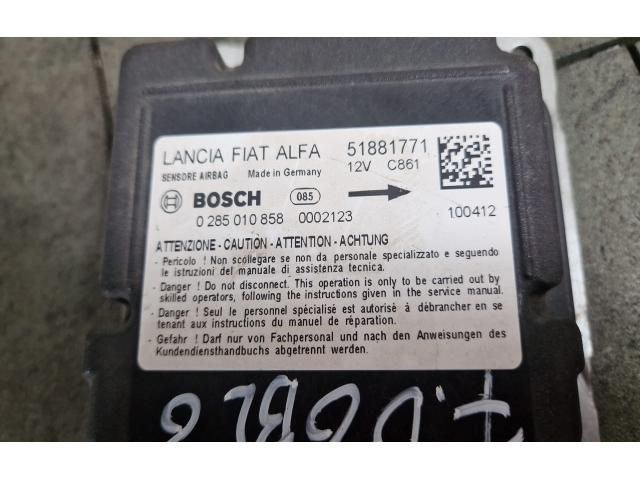 LANCIA FIAT ALFA 51881771
SENSORE AIRBAG Made in Germany 12V C861
BOSCH 085
0 285 010 858 0002123 100412
ATTENZIONE - CAUTION - ATTENTION - ACHTUNG
- Pericolo ! Non scollegare se non da personale specializzato e seguendo
le istruzioni del manuale di assistenza tecnica.
- Danger ! Do not disconnect. This operation is only to be carried out by
skilled operators, following the instructions given in the service manual.
- Danger ! Seul le personnel spécialisé est autorisé à débrancher en se
tenant aux instructions du manuel de réparation.
- Gefahr ! Darf nur von Fachpersonal und nach den Anweisungen des
Kundendiensthandbuchs abgetrennt werden.